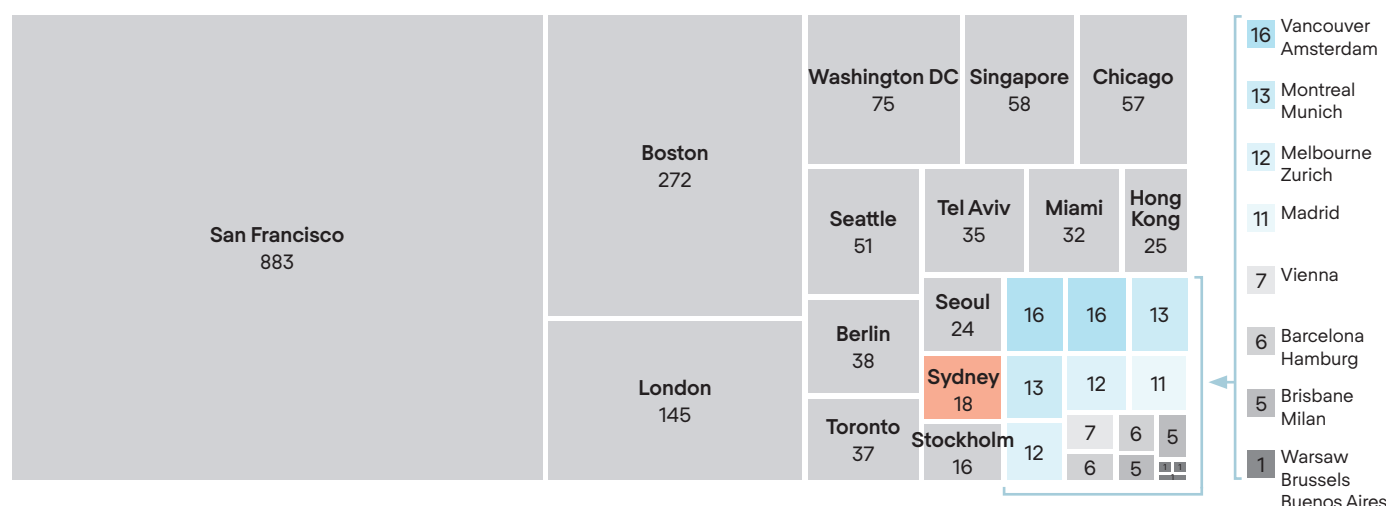 San Francisco
883
Boston
272
London
145
Washington DC
75
Singapore
58
Chicago
57
Seattle
51
Berlin
38
Toronto
37
Tel Aviv
35
Miami
32
Hong
Kong
25
Seoul
24
Sydney
18
Stockholm
16
16
16
13
13
12
11
12
7
6
5
6
5
1
1
1
16
Vancouver
Amsterdam
13
Montreal
Munich
12
Melbourne
Zurich
11
Madrid
7
Vienna
6
Barcelona
Hamburg
5
Brisbane
Milan
1
Warsaw
Brussels
Buenos Aires